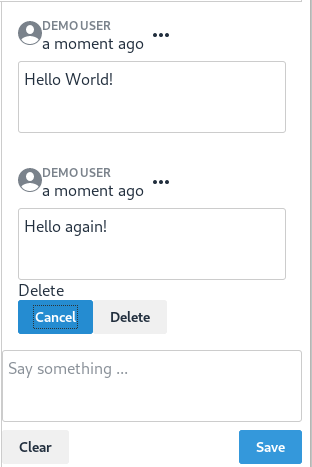 DEMO USER
a moment ago
Hello World!
DEMO USER
a moment ago
Hello again!
Delete
Cancel Delete
Say something ...
Clear Save